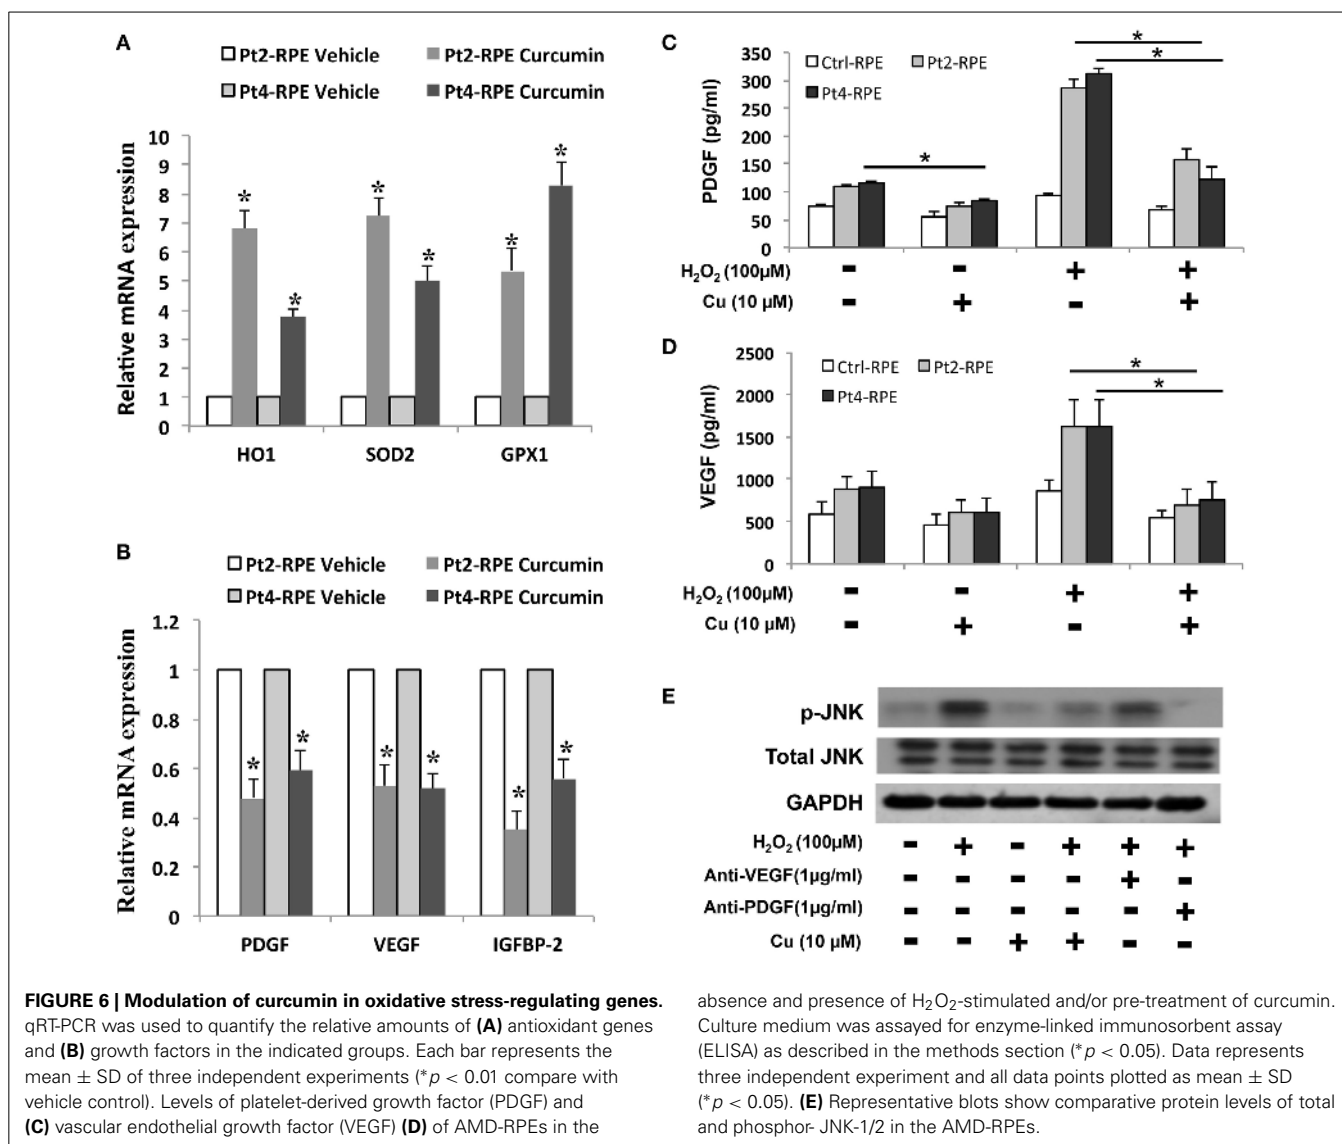 A
Pt2-RPE Vehicle
Pt2-RPE Curcumin
Pt4-RPE Vehicle
Pt4-RPE Curcumin
Relative mRNA expression
10
9
8
7
6
5
4
3
2
1
0
* * * * * *
HO1 SOD2 GPX1
B
Pt2-RPE Vehicle
Pt2-RPE Curcumin
Pt4-RPE Vehicle
Pt4-RPE Curcumin
Relative mRNA expression
1.2
1
0.8
0.6
0.4
0.2
0
* * * * * *
PDGF VEGF IGFBP-2
C
Ctrl-RPE
Pt2-RPE
Pt4-RPE
PDGF (pg/ml)
350
300
250
200
150
100
50
0
* * *
H₂O₂ (100µM) - - + +
Cu (10 µM) - + - +
D
Ctrl-RPE
Pt2-RPE
Pt4-RPE
VEGF (pg/ml)
2500
2000
1500
1000
500
0
* *
H₂O₂ (100µM) - - + +
Cu (10 µM) - + - +
E
p-JNK
Total JNK
GAPDH
H₂O₂ (100µM) - + - + + +
Anti-VEGF(1µg/ml) - - - - + -
Anti-PDGF(1µg/ml) - - - - - +
Cu (10 µM) - - + + - -
FIGURE 6 | Modulation of curcumin in oxidative stress-regulating genes.
qRT-PCR was used to quantify the relative amounts of (A) antioxidant genes
and (B) growth factors in the indicated groups. Each bar represents the
mean ± SD of three independent experiments (*p < 0.01 compare with
vehicle control). Levels of platelet-derived growth factor (PDGF) and
(C) vascular endothelial growth factor (VEGF) (D) of AMD-RPEs in the
absence and presence of H₂O₂-stimulated and/or pre-treatment of curcumin.
Culture medium was assayed for enzyme-linked immunosorbent assay
(ELISA) as described in the methods section (*p < 0.05). Data represents
three independent experiment and all data points plotted as mean ± SD
(*p < 0.05). (E) Representative blots show comparative protein levels of total
and phosphor- JNK-1/2 in the AMD-RPEs.